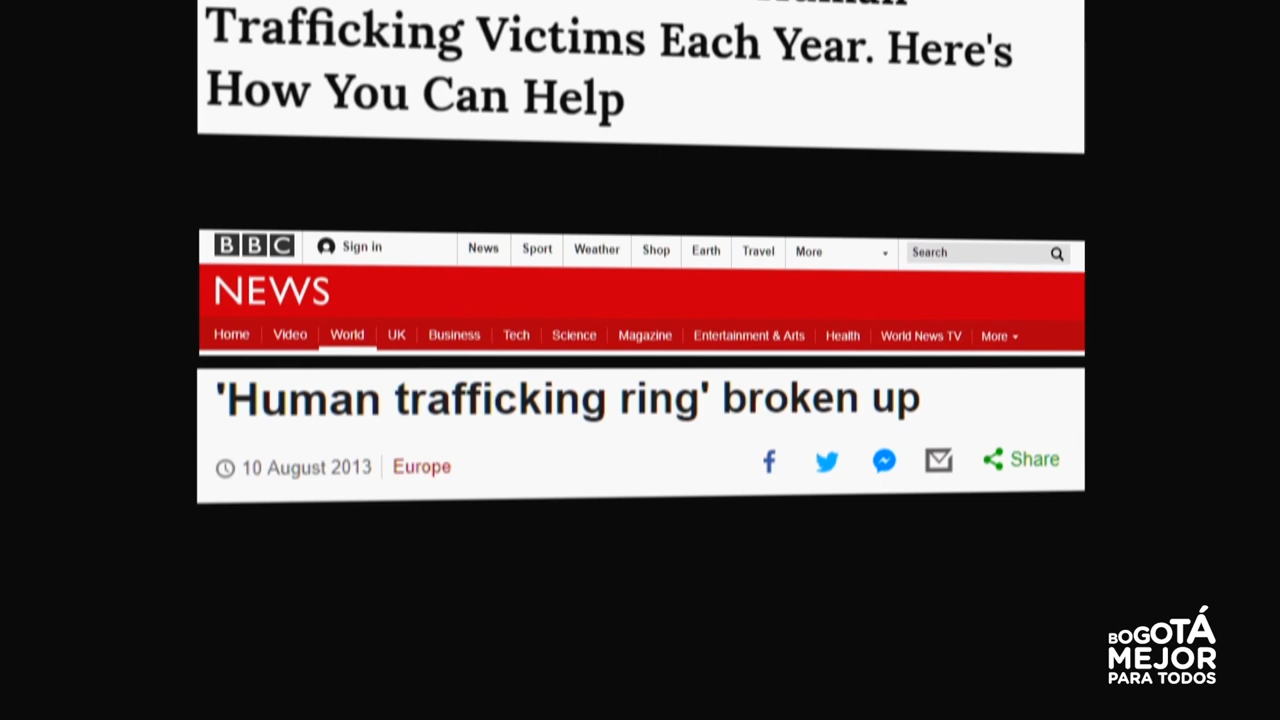 Trafficking Victims Each Year. Here's
How You Can Help
BBC Sign in News Sport Weather Shop Earth Travel More Search
NEWS
Home Video World UK Business Tech Science Magazine Entertainment & Arts Health World News TV More
'Human trafficking ring' broken up
10 August 2013 Europe Share
BOGOTÁ
MEJOR
PARA TODOS